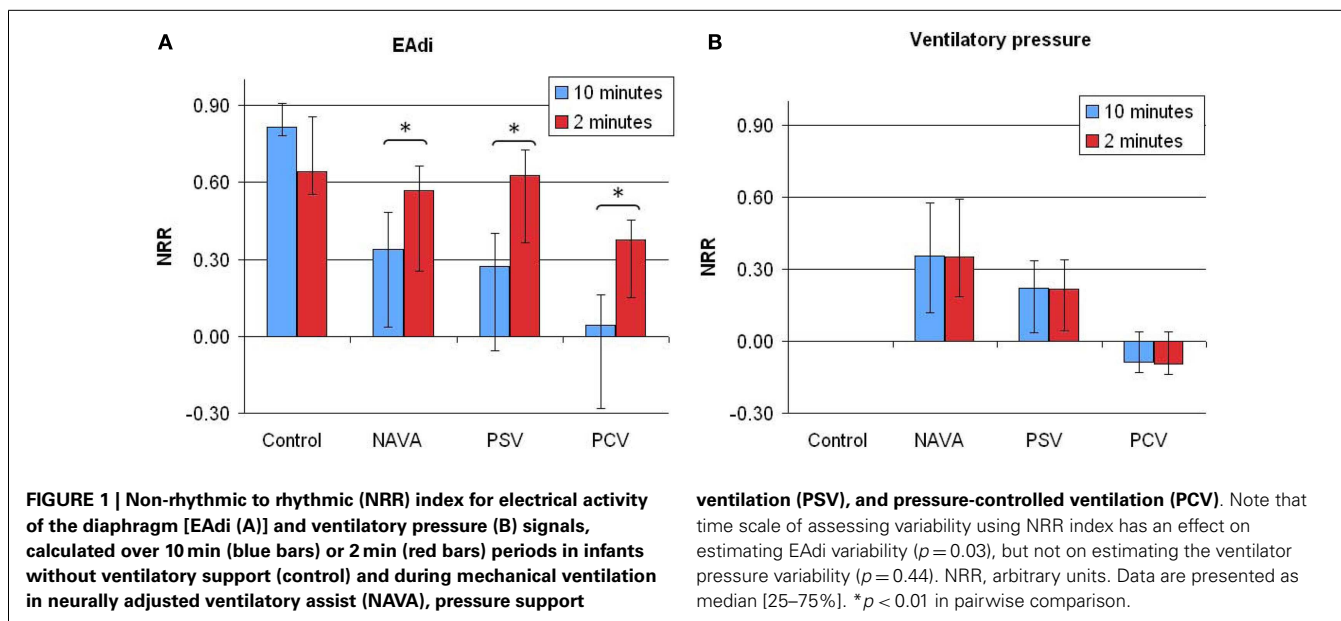 A
EAdi
10 minutes
2 minutes
0.90
0.60
0.30
0.00
-0.30
NRR
*
*
*
Control NAVA PSV PCV
B
Ventilatory pressure
10 minutes
2 minutes
0.90
0.60
0.30
0.00
-0.30
NRR
Control NAVA PSV PCV
FIGURE 1 | Non-rhythmic to rhythmic (NRR) index for electrical activity
of the diaphragm [EAdi (A)] and ventilatory pressure (B) signals,
calculated over 10 min (blue bars) or 2 min (red bars) periods in infants
without ventilatory support (control) and during mechanical ventilation
in neurally adjusted ventilatory assist (NAVA), pressure support
ventilation (PSV), and pressure-controlled ventilation (PCV). Note that
time scale of assessing variability using NRR index has an effect on
estimating EAdi variability (p = 0.03), but not on estimating the ventilator
pressure variability (p = 0.44). NRR, arbitrary units. Data are presented as
median [25–75%]. *p < 0.01 in pairwise comparison.